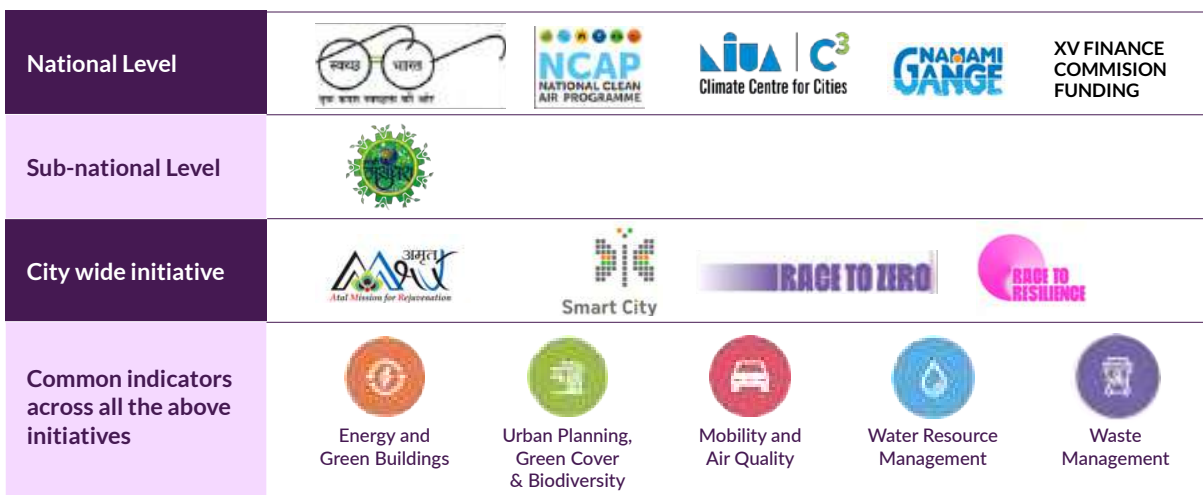 National Level
स्वच्छ भारत
एक कदम स्वच्छता की ओर
NCAP
NATIONAL CLEAN
AIR PROGRAMME
NIUA C3
Climate Centre for Cities
NAMAMI
GANGE
XV FINANCE
COMMISION
FUNDING
Sub-national Level
City wide initiative
अमृत
Atal Mission for Rejuvenation
Smart City
RACE TO ZERO
RACE TO
RESILIENCE
Common indicators
across all the above
initiatives
Energy and
Green Buildings
Urban Planning,
Green Cover
& Biodiversity
Mobility and
Air Quality
Water Resource
Management
Waste
Management